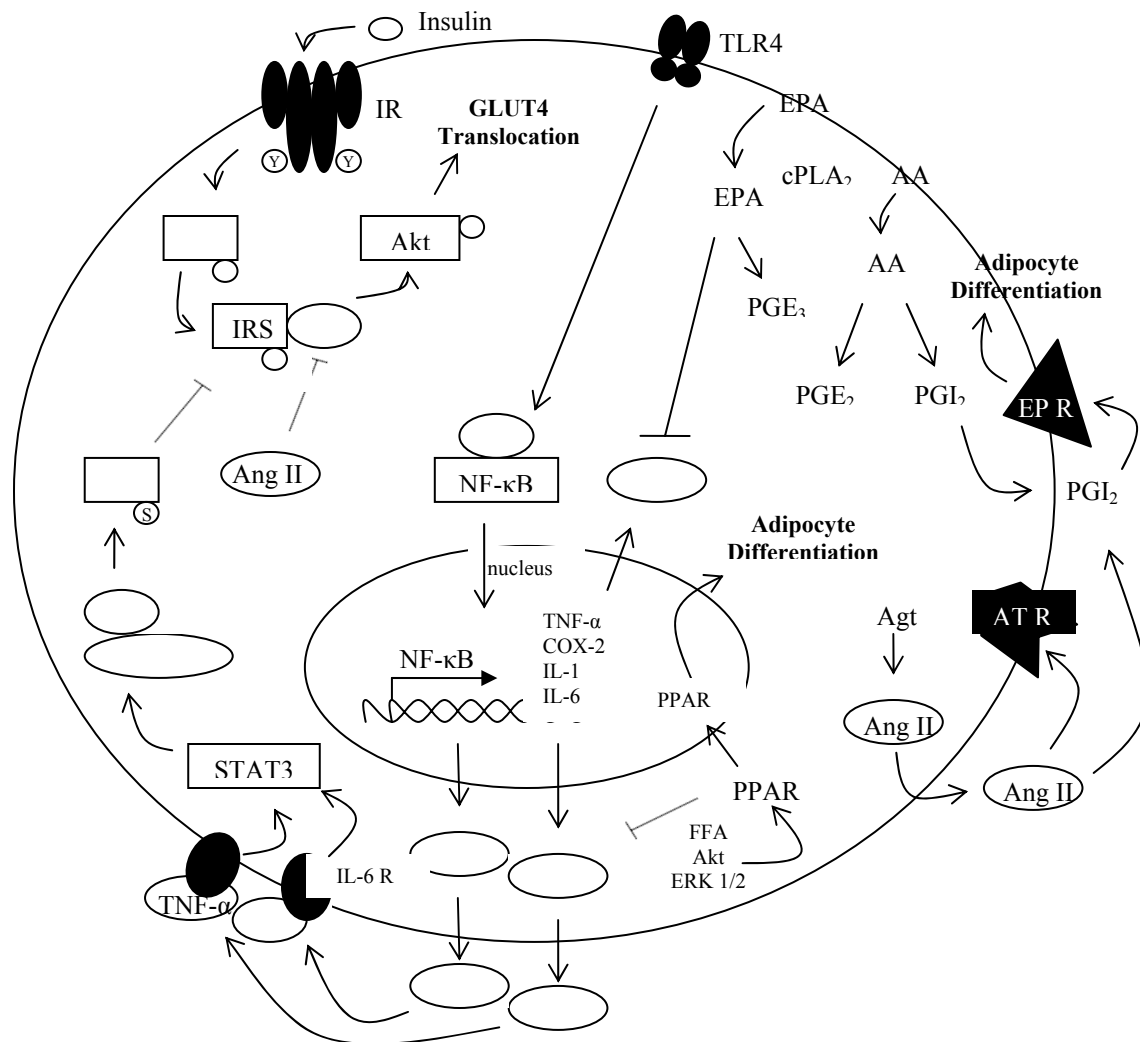 Insulin
TLR4
IR
GLUT4
Translocation
EPA
Y
Y
cPLA₂
AA
EPA
Akt
AA
Adipocyte
Differentiation
PGE₃
IRS
PGE₂
PGI₂
EP R
Ang II
NF-κB
PGI₂
S
Adipocyte
Differentiation
nucleus
TNF-α
COX-2
IL-1
IL-6
Agt
AT R
NF-κB
PPAR
Ang II
STAT3
PPAR
Ang II
FFA
Akt
ERK 1/2
IL-6 R
TNF-α